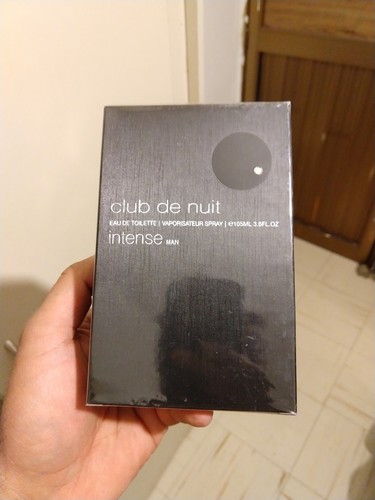 club de nuit
EAU DE TOILETTE | VAPORISATEUR SPRAY | ℮105ML 3.6FL.OZ
intense MAN